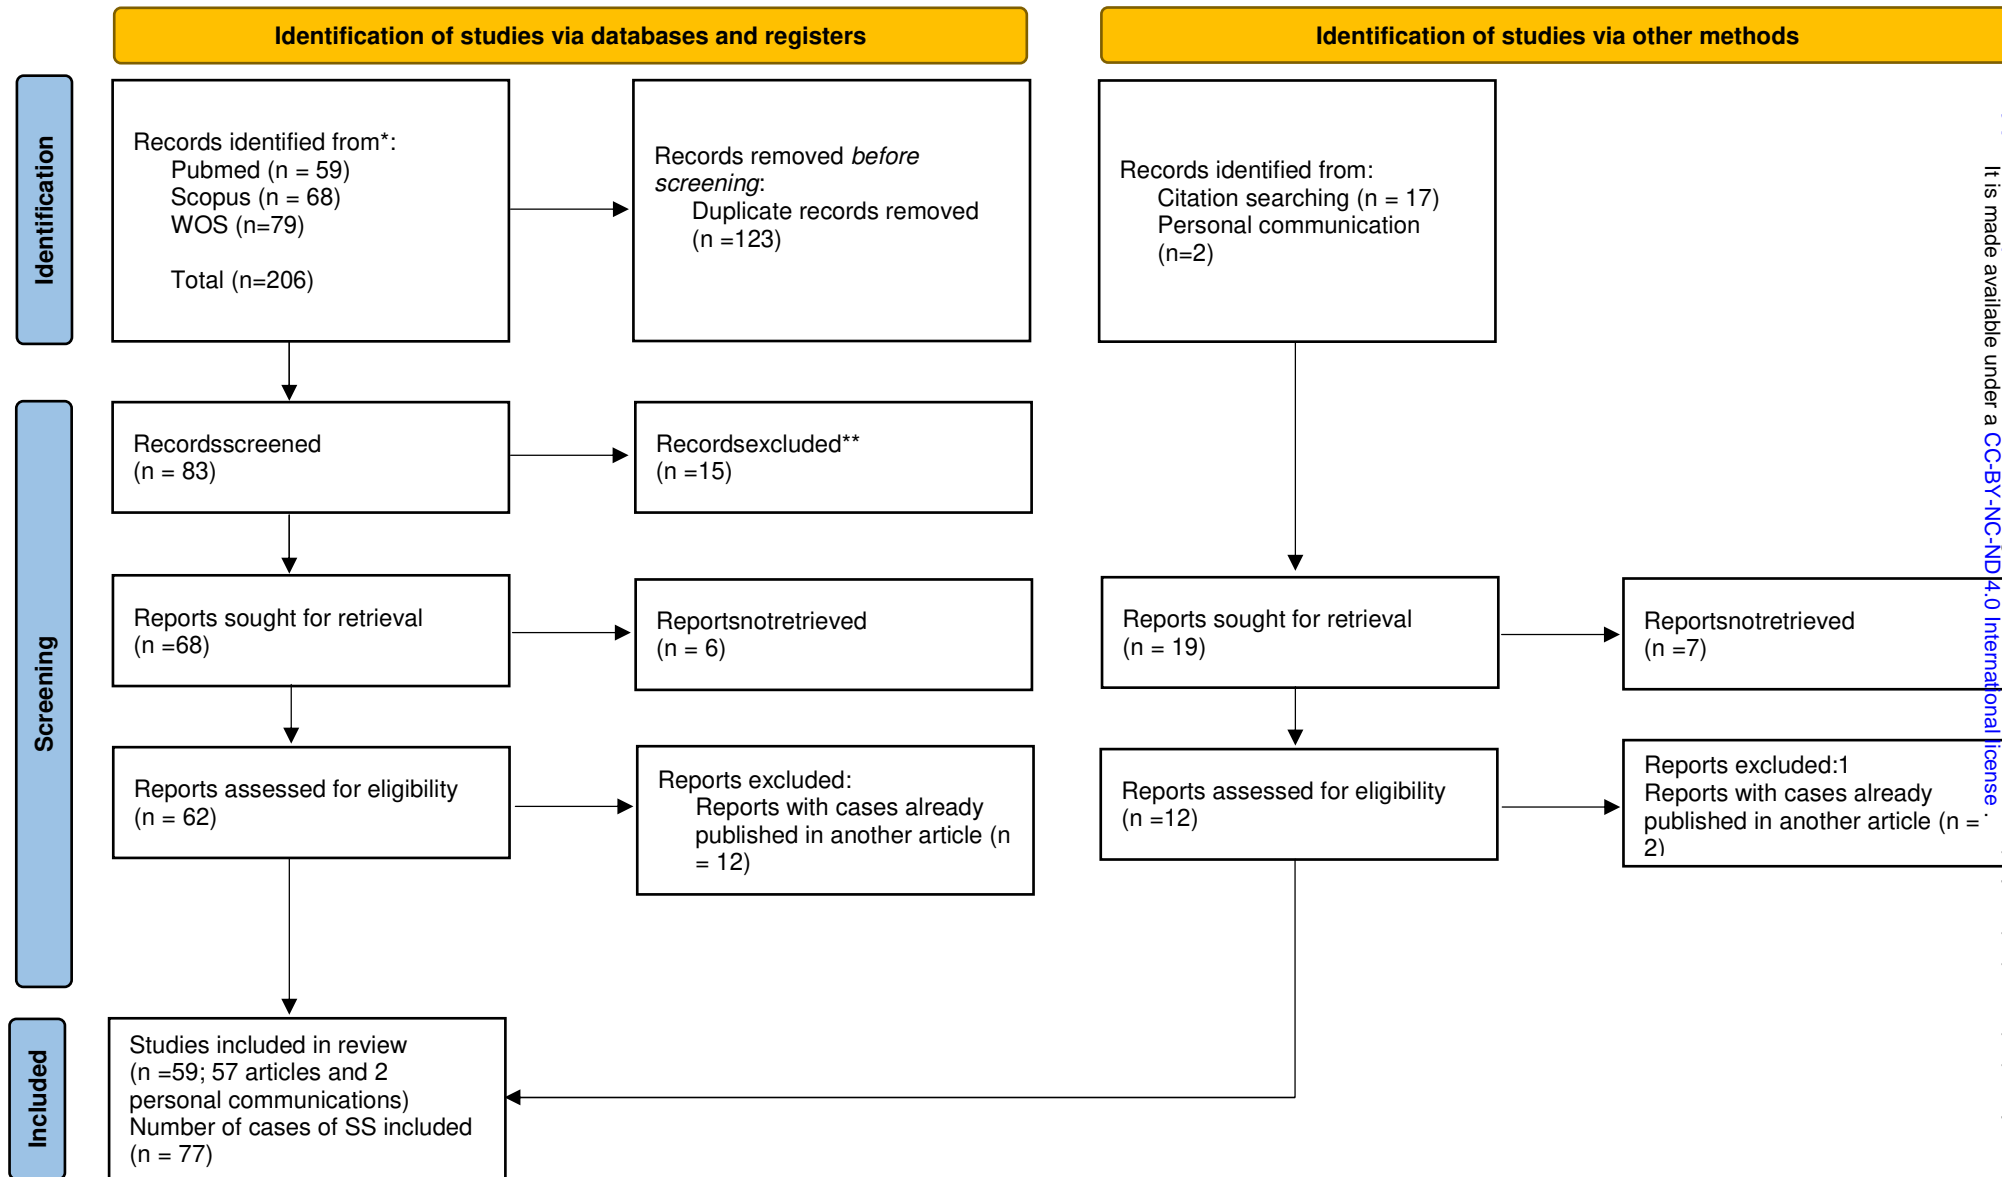 Identification of studies via databases and registers
Identification of studies via other methods
Identification
Records identified from*:
Pubmed (n = 59)
Scopus (n = 68)
WOS (n=79)
Total (n=206)
Records removed before
screening:
Duplicate records removed
(n =123)
Records identified from:
Citation searching (n = 17)
Personal communication
(n=2)
Screening
Recordsscreened
(n = 83)
Recordsexcluded**
(n =15)
Reports sought for retrieval
(n =68)
Reportsnotretrieved
(n = 6)
Reports sought for retrieval
(n = 19)
Reportsnotretrieved
(n =7)
Reports assessed for eligibility
(n = 62)
Reports excluded:
Reports with cases already
published in another article (n
= 12)
Reports assessed for eligibility
(n =12)
Reports excluded:1
Reports with cases already
published in another article (n =
2)
Included
Studies included in review
(n =59; 57 articles and 2
personal communications)
Number of cases of SS included
(n = 77)
It is made available under a CC-BY-NC-ND 4.0 International license .